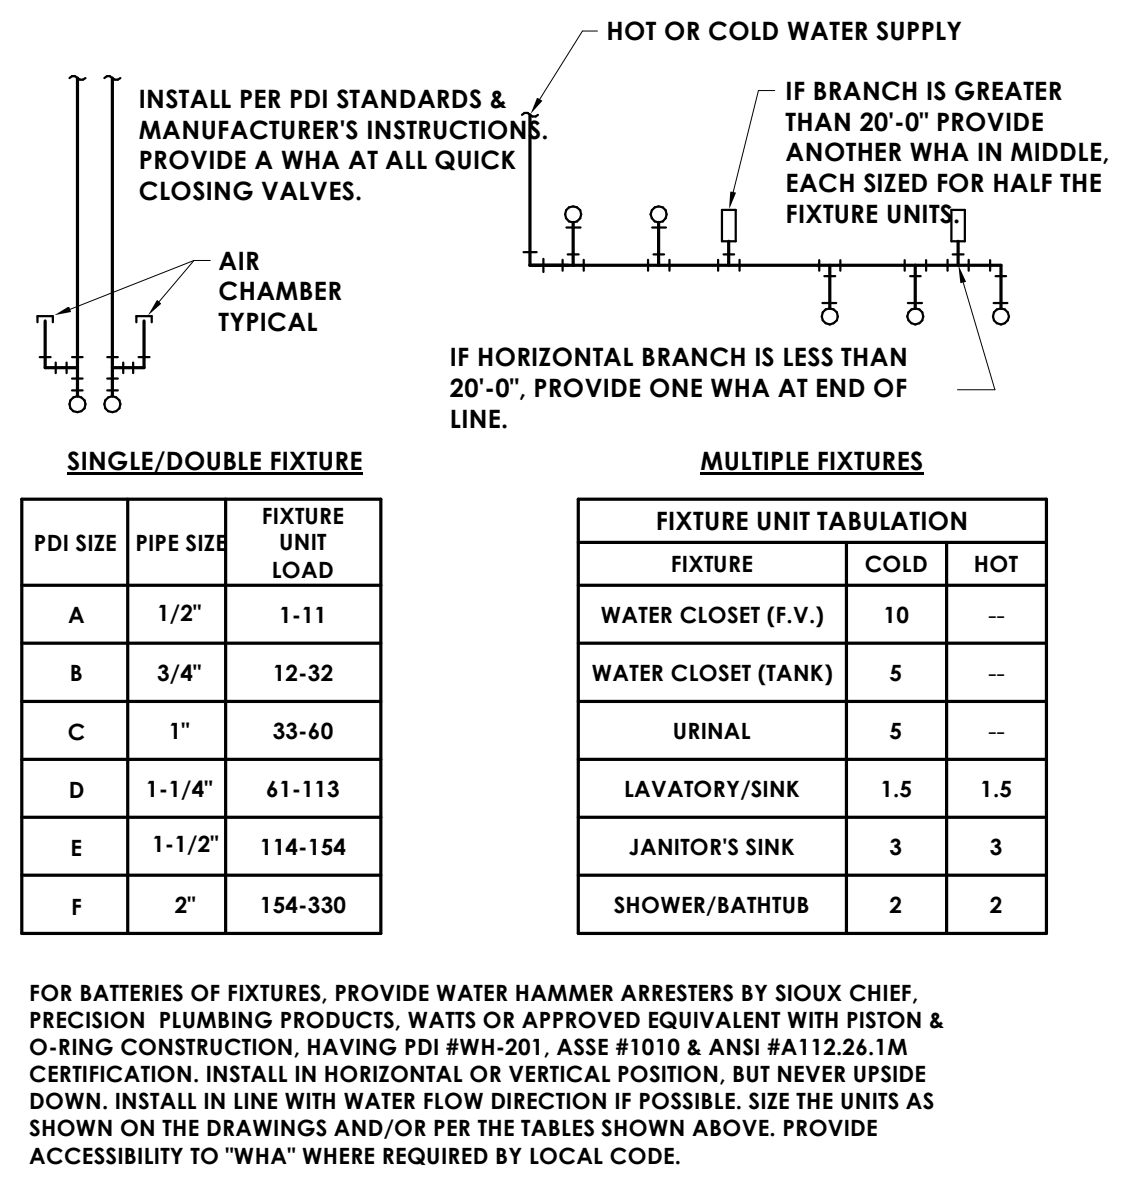 HOT OR COLD WATER SUPPLY
INSTALL PER PDI STANDARDS &
MANUFACTURER'S INSTRUCTIONS.
PROVIDE A WHA AT ALL QUICK
CLOSING VALVES.
IF BRANCH IS GREATER
THAN 20'-0" PROVIDE
ANOTHER WHA IN MIDDLE,
EACH SIZED FOR HALF THE
FIXTURE UNITS.
AIR
CHAMBER
TYPICAL
IF HORIZONTAL BRANCH IS LESS THAN
20'-0", PROVIDE ONE WHA AT END OF
LINE.
SINGLE/DOUBLE FIXTURE
PDI SIZE PIPE SIZE FIXTURE
UNIT
LOAD
A 1/2" 1-11
B 3/4" 12-32
C 1" 33-60
D 1-1/4" 61-113
E 1-1/2" 114-154
F 2" 154-330
MULTIPLE FIXTURES
FIXTURE UNIT TABULATION
FIXTURE COLD HOT
WATER CLOSET (F.V.) 10 --
WATER CLOSET (TANK) 5 --
URINAL 5 --
LAVATORY/SINK 1.5 1.5
JANITOR'S SINK 3 3
SHOWER/BATHTUB 2 2
FOR BATTERIES OF FIXTURES, PROVIDE WATER HAMMER ARRESTERS BY SIOUX CHIEF,
PRECISION PLUMBING PRODUCTS, WATTS OR APPROVED EQUIVALENT WITH PISTON &
O-RING CONSTRUCTION, HAVING PDI #WH-201, ASSE #1010 & ANSI #A112.26.1M
CERTIFICATION. INSTALL IN HORIZONTAL OR VERTICAL POSITION, BUT NEVER UPSIDE
DOWN. INSTALL IN LINE WITH WATER FLOW DIRECTION IF POSSIBLE. SIZE THE UNITS AS
SHOWN ON THE DRAWINGS AND/OR PER THE TABLES SHOWN ABOVE. PROVIDE
ACCESSIBILITY TO "WHA" WHERE REQUIRED BY LOCAL CODE.